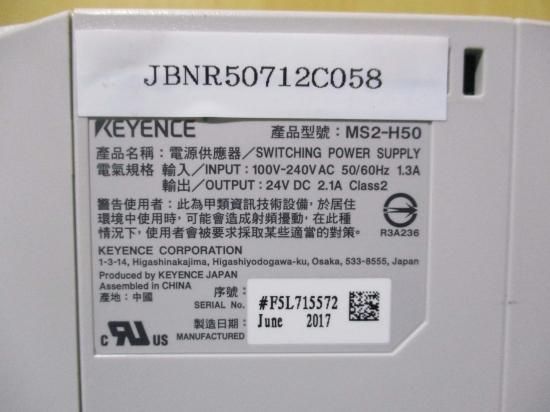 JBNR50712C058
KEYENCE 產品型號：MS2-H50
產品名稱：電源供應器／SWITCHING POWER SUPPLY
電氣規格 輸入／INPUT : 100V-240V AC 50/60Hz 1.3A
輸出／OUTPUT : 24V DC 2.1A Class2
警告使用者：此為甲類資訊技術設備，於居住
環境中使用時，可能會造成射頻擾動，在此種
情況下，使用者會被要求採取某些適當的對策。
R3A236
KEYENCE CORPORATION
1-3-14, Higashinakajima, Higashiyodogawa-ku, Osaka, 533-8555, Japan
Produced by KEYENCE JAPAN
Assembled in CHINA
產地：中國
序號：
SERIAL No.
#F5L715572
製造日期：
MANUFACTURED
June 2017
C UR US